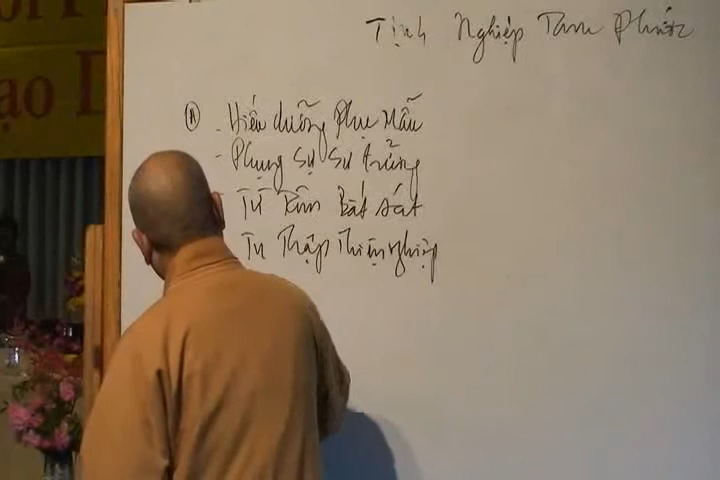 Tịnh Nghiệp Tam Phước
A - Hiếu dưỡng Phụ Mẫu
- Phụng Sự Sư trưởng
Từ Tâm Bất sát
Tu Thập Thiện nghiệp
ạo D